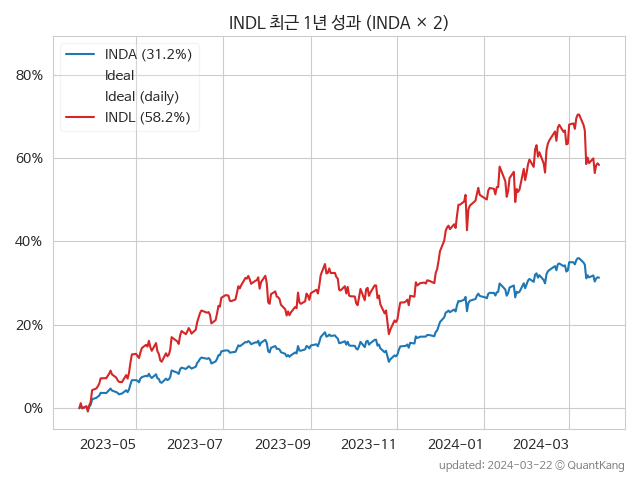 INDL 최근 1년 성과 (INDA × 2)
INDA (31.2%)
Ideal
Ideal (daily)
INDL (58.2%)
80%
60%
40%
20%
0%
2023-05 2023-07 2023-09 2023-11 2024-01 2024-03
updated: 2024-03-22 © QuantKang